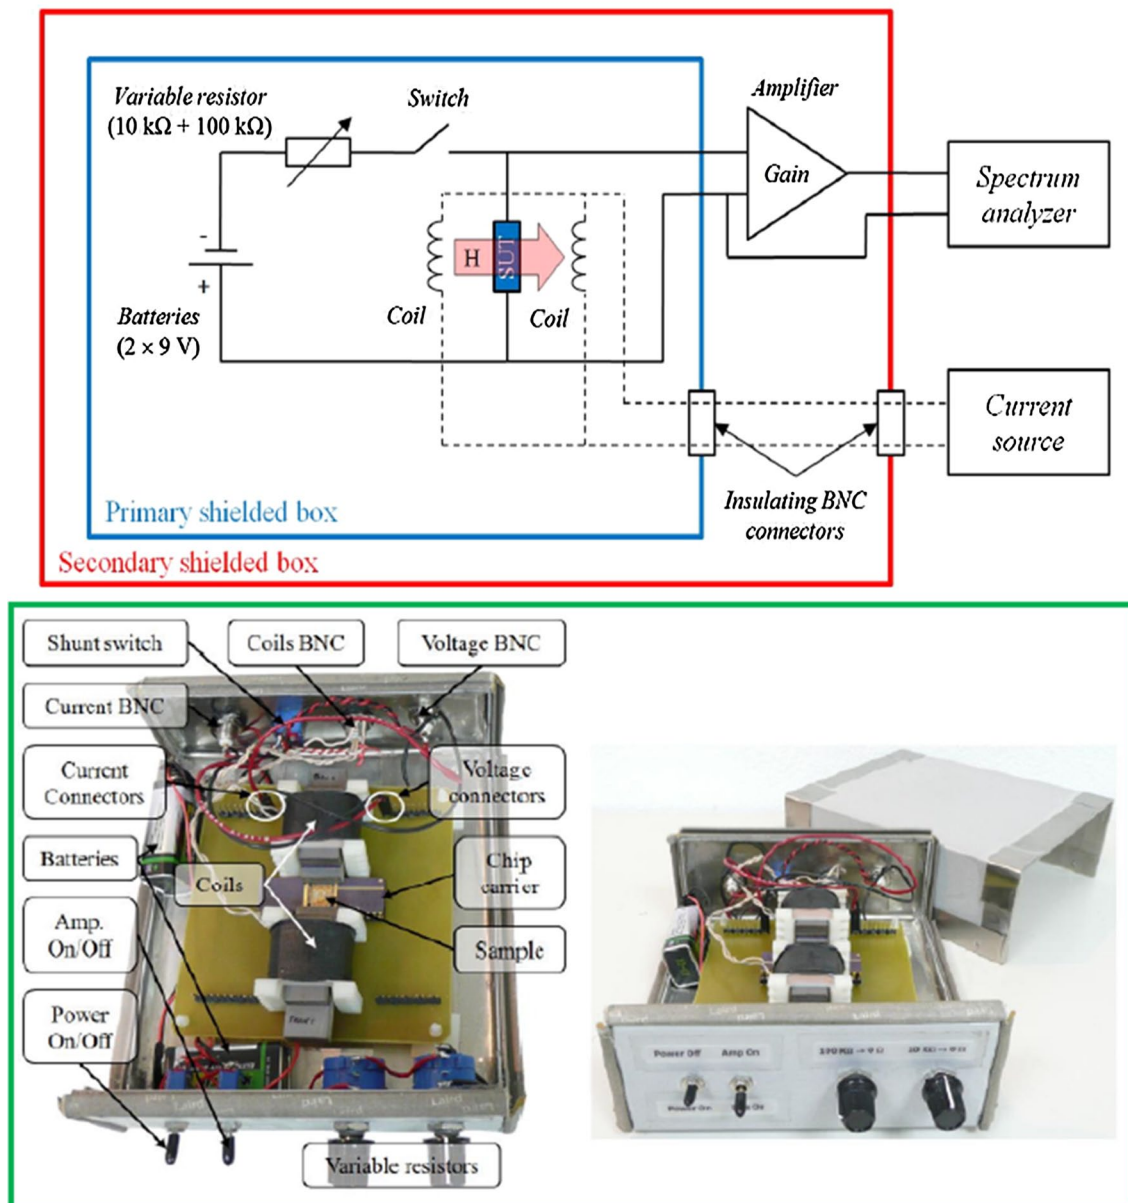 Variable resistor
(10 kΩ + 100 kΩ)
Switch
Amplifier
Gain
Spectrum
analyzer
-
+
H
SUT
Coil
Coil
Batteries
(2 × 9 V)
Current
source
Insulating BNC
connectors
Primary shielded box
Secondary shielded box
Shunt switch
Coils BNC
Voltage BNC
Current BNC
Current
Connectors
Voltage
connectors
Batteries
Coils
Chip
carrier
Amp.
On/Off
Sample
Power
On/Off
Variable resistors
Power Off
Amp On
Power On
Laird
Laird